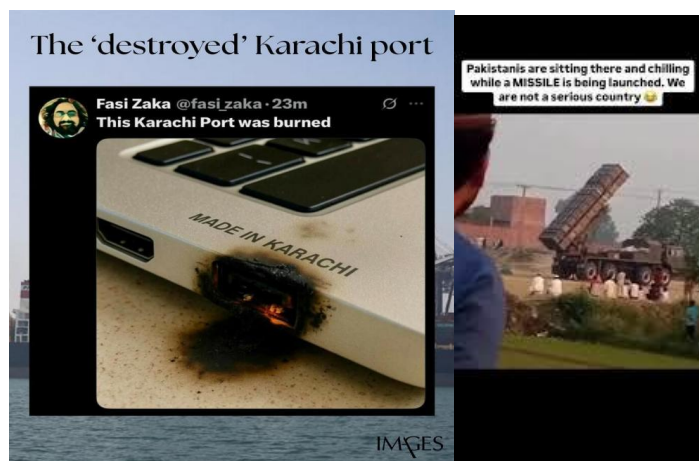 The ‘destroyed’ Karachi port
Fasi Zaka @fasi_zaka · 23m
This Karachi Port was burned
MADE IN KARACHI
IMAGES
Pakistanis are sitting there and chilling
while a MISSILE is being launched. We
are not a serious country 😂